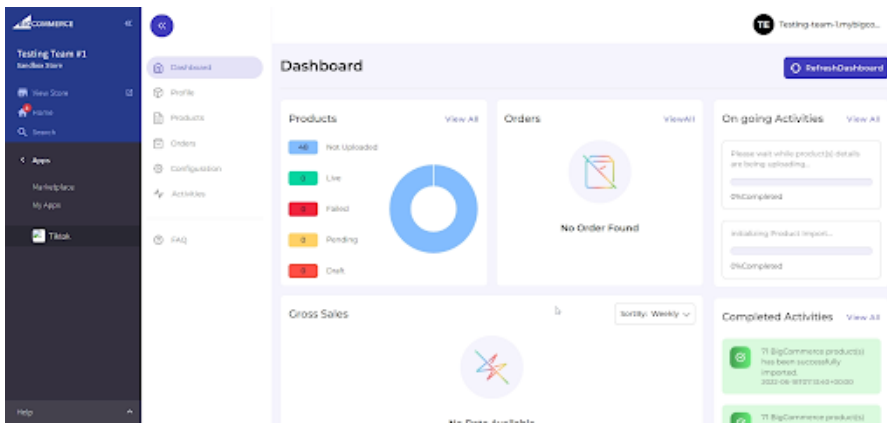 BIGCOMMERCE
Testing Team #1
Sandbox Store
View Store
Home
Search
Apps
Marketplace
My Apps
Tiktok
Help
Dashboard
Profile
Products
Orders
Configuration
Activities
FAQ
TE Testing-team-1.mybigco...
Dashboard
RefreshDashboard
Products View All
Not Uploaded
0 Live
0 Failed
0 Pending
0 Draft
Orders ViewAll
No Order Found
On going Activities View All
Please wait while product(s) details
are being uploading...
0%Completed
Initializing Product Import...
0%Completed
Gross Sales
SortBy: Weekly
No Data Available
Completed Activities View All
71 BigCommerce product(s)
has been successfully
imported.
71 BigCommerce product(s)